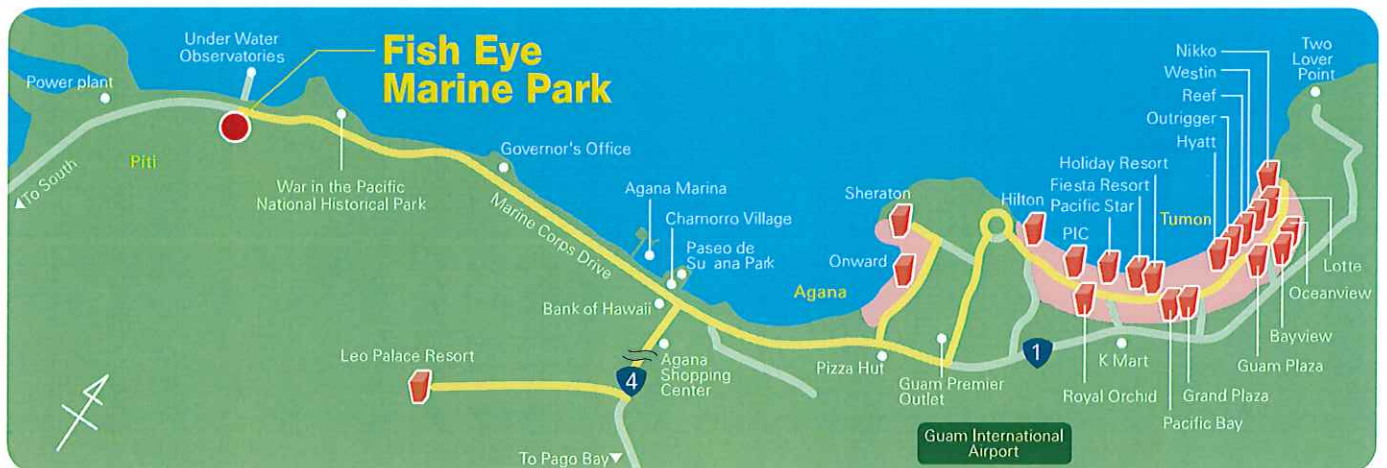 Fish Eye
Marine Park
Under Water
Observatories
Power plant
Piti
▲To South
War in the Pacific
National Historical Park
Governor's Office
Marine Corps Drive
Agana Marina
Chamorro Village
Paseo de
Su ana Park
Bank of Hawaii
Agana
Shopping
Center
Leo Palace Resort
4
To Pago Bay▼
Sheraton
Onward
Agana
Pizza Hut
Guam Premier
Outlet
Guam International
Airport
1
K Mart
Hilton
PIC
Pacific Star
Fiesta Resort
Holiday Resort
Tumon
Hyatt
Outrigger
Reef
Westin
Nikko
Two
Lover
Point
Lotte
Oceanview
Bayview
Guam Plaza
Grand Plaza
Pacific Bay
Royal Orchid